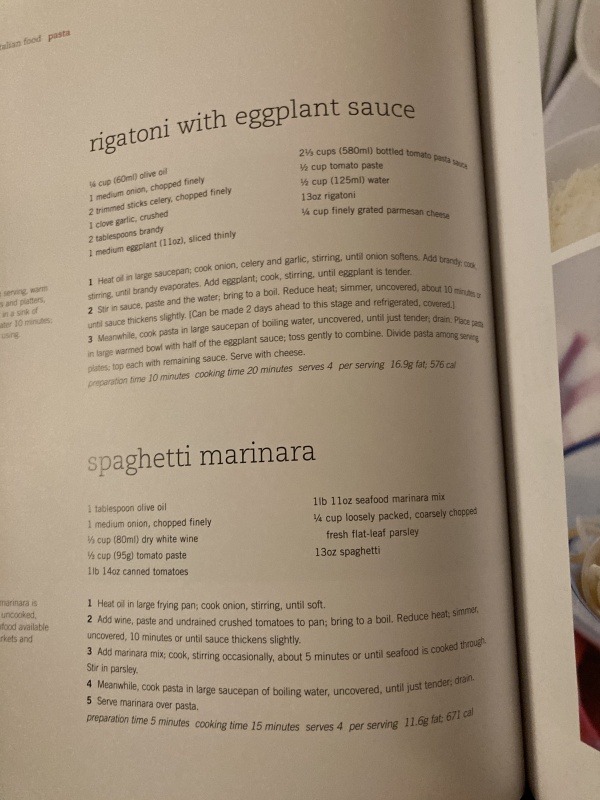 talian food pasta
rigatoni with eggplant sauce
¼ cup (60ml) olive oil
1 medium onion, chopped finely
2 trimmed sticks celery, chopped finely
1 clove garlic, crushed
2 tablespoons brandy
1 medium eggplant (11oz), sliced thinly
2⅓ cups (580ml) bottled tomato pasta sauce
½ cup tomato paste
½ cup (125ml) water
13oz rigatoni
¼ cup finely grated parmesan cheese
1 Heat oil in large saucepan; cook onion, celery and garlic, stirring, until onion softens. Add brandy; cook,
stirring, until brandy evaporates. Add eggplant; cook, stirring, until eggplant is tender.
2 Stir in sauce, paste and the water; bring to a boil. Reduce heat; simmer, uncovered, about 10 minutes or
until sauce thickens slightly. [Can be made 2 days ahead to this stage and refrigerated, covered.]
3 Meanwhile, cook pasta in large saucepan of boiling water, uncovered, until just tender; drain. Place pasta
in large warmed bowl with half of the eggplant sauce; toss gently to combine. Divide pasta among serving
plates; top each with remaining sauce. Serve with cheese.
preparation time 10 minutes cooking time 20 minutes serves 4 per serving 16.9g fat; 576 cal
serving, warm
s and platters,
in a sink of
ater 10 minutes;
using.
spaghetti marinara
1 tablespoon olive oil
1 medium onion, chopped finely
⅓ cup (80ml) dry white wine
⅓ cup (95g) tomato paste
1lb 14oz canned tomatoes
1lb 11oz seafood marinara mix
¼ cup loosely packed, coarsely chopped
fresh flat-leaf parsley
13oz spaghetti
1 Heat oil in large frying pan; cook onion, stirring, until soft.
2 Add wine, paste and undrained crushed tomatoes to pan; bring to a boil. Reduce heat; simmer,
uncovered, 10 minutes or until sauce thickens slightly.
3 Add marinara mix; cook, stirring occasionally, about 5 minutes or until seafood is cooked through.
Stir in parsley.
4 Meanwhile, cook pasta in large saucepan of boiling water, uncovered, until just tender; drain.
5 Serve marinara over pasta.
preparation time 5 minutes cooking time 15 minutes serves 4 per serving 11.6g fat; 671 cal
marinara is
uncooked,
afood available
rkets and